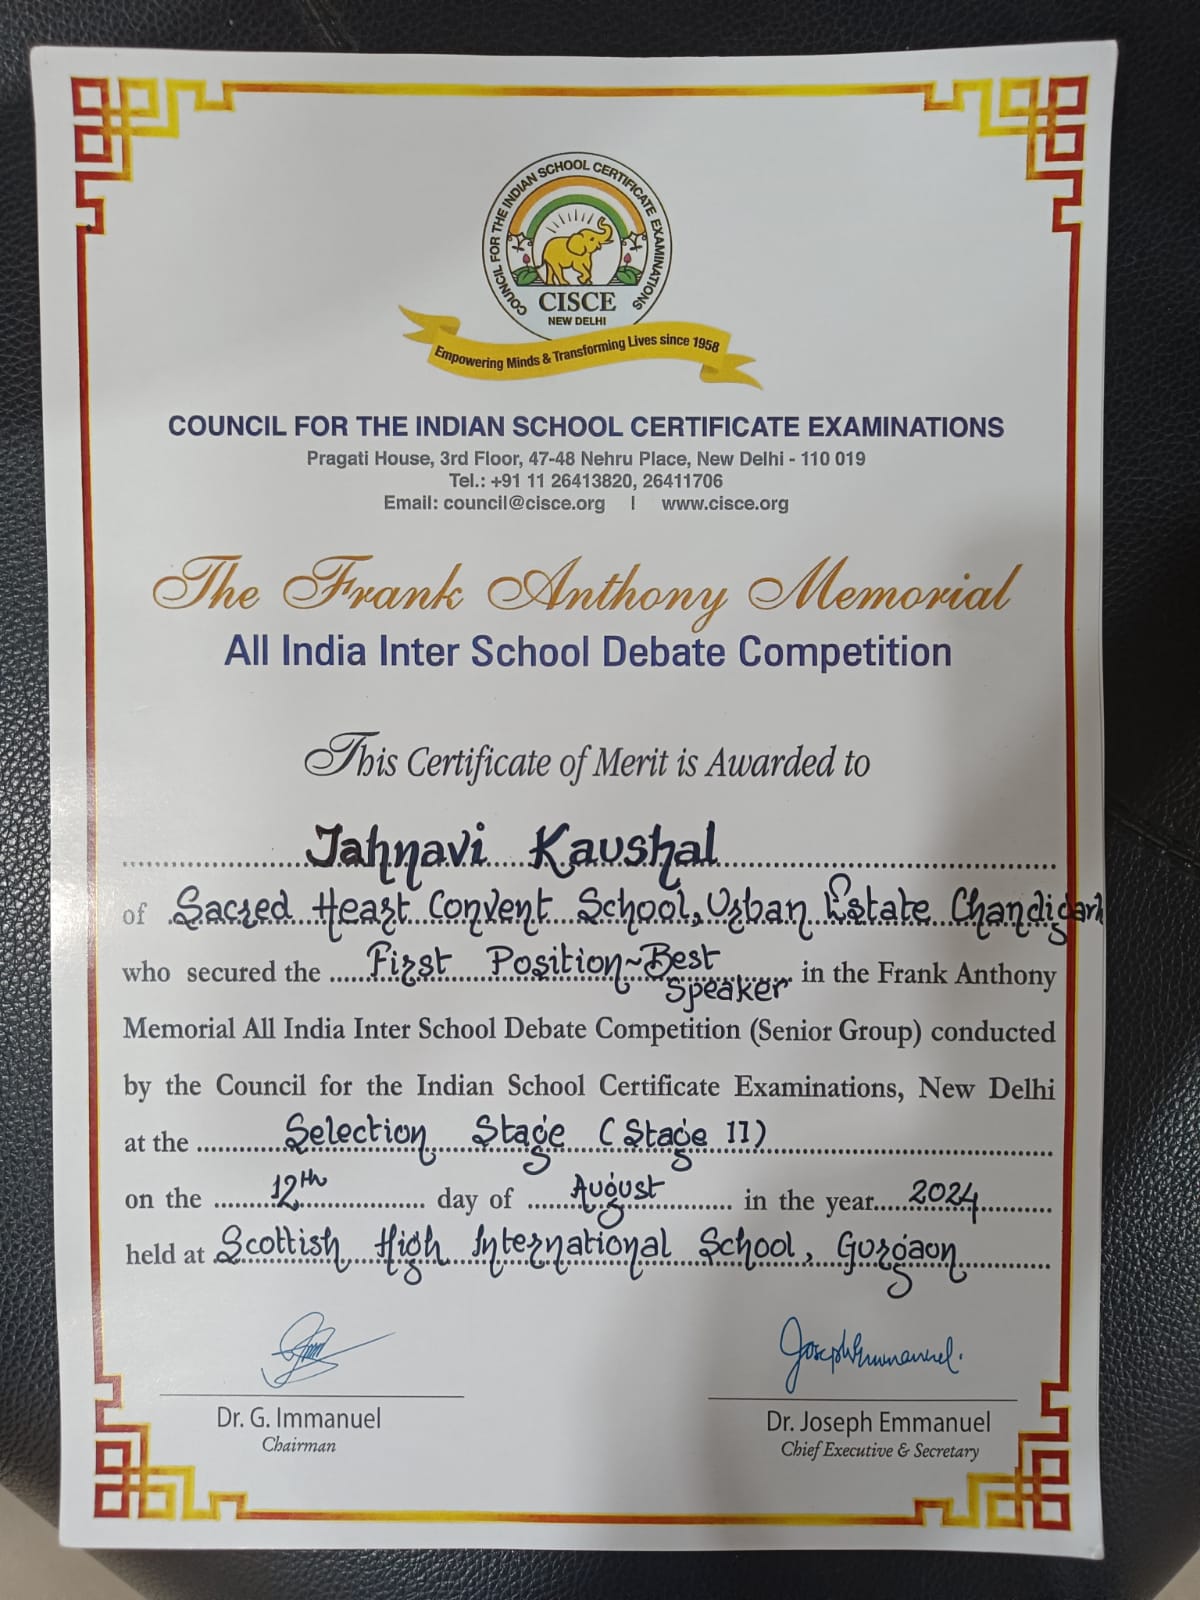 COUNCIL FOR THE INDIAN SCHOOL CERTIFICATE EXAMINATIONS
CISCE
NEW DELHI
Empowering Minds & Transforming Lives since 1958
COUNCIL FOR THE INDIAN SCHOOL CERTIFICATE EXAMINATIONS
Pragati House, 3rd Floor, 47-48 Nehru Place, New Delhi - 110 019
Tel.: +91 11 26413820, 26411706
Email: council@cisce.org | www.cisce.org
The Frank Anthony Memorial
All India Inter School Debate Competition
This Certificate of Merit is Awarded to
Jahnavi Kaushal
of Sacred Heart Convent School, Urban Estate Chandigarh
who secured the First Position~Best Speaker in the Frank Anthony
Memorial All India Inter School Debate Competition (Senior Group) conducted
by the Council for the Indian School Certificate Examinations, New Delhi
at the Selection Stage (Stage II)
on the 12th day of August in the year 2024
held at Scottish High International School, Gurgaon
Joseph Emmanuel.
Dr. G. Immanuel Dr. Joseph Emmanuel
Chairman Chief Executive & Secretary